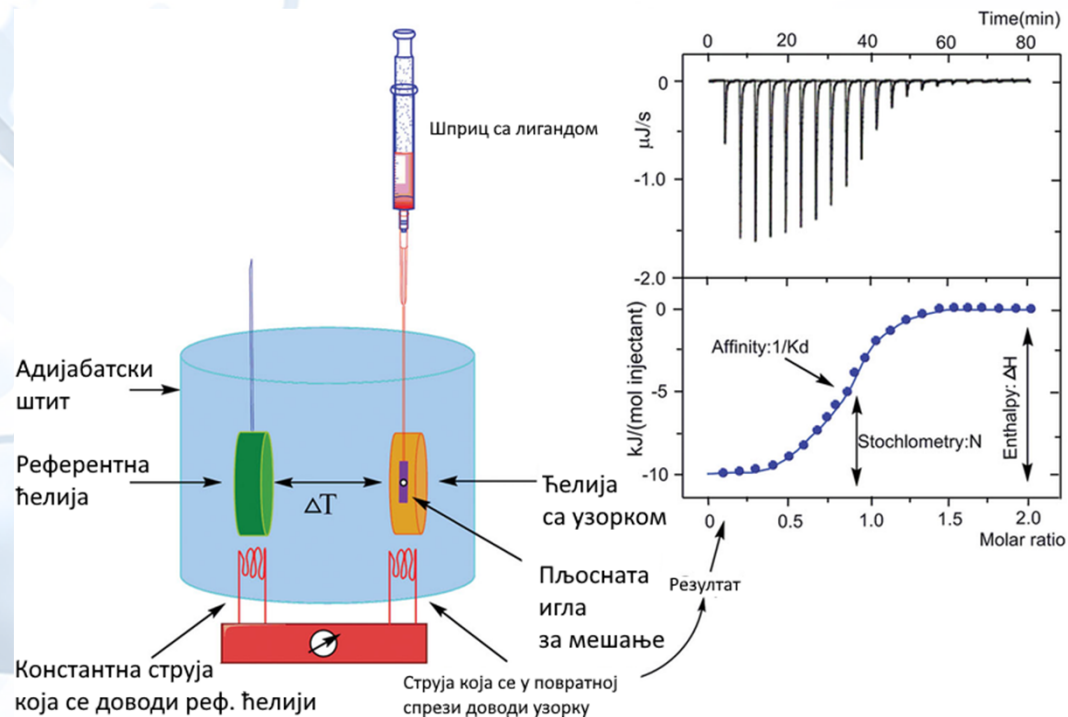 Шприц са лигандом
Адијабатски
штит
Референтна
ћелија
ΔT
Ћелија
са узорком
Пљосната
игла
за мешање
Константна струја
која се доводи реф. ћелији
Струја која се у повратној
спрези доводи узорку
Резултат
Time(min)
0 20 40 60 80
0
-1.0
-2.0
µJ/s
0
-5
-10
kJ/(mol injectant)
Affinity:1/Kd
Stochlometry:N
Enthalpy: ΔH
0 0.5 1.0 1.5 2.0
Molar ratio